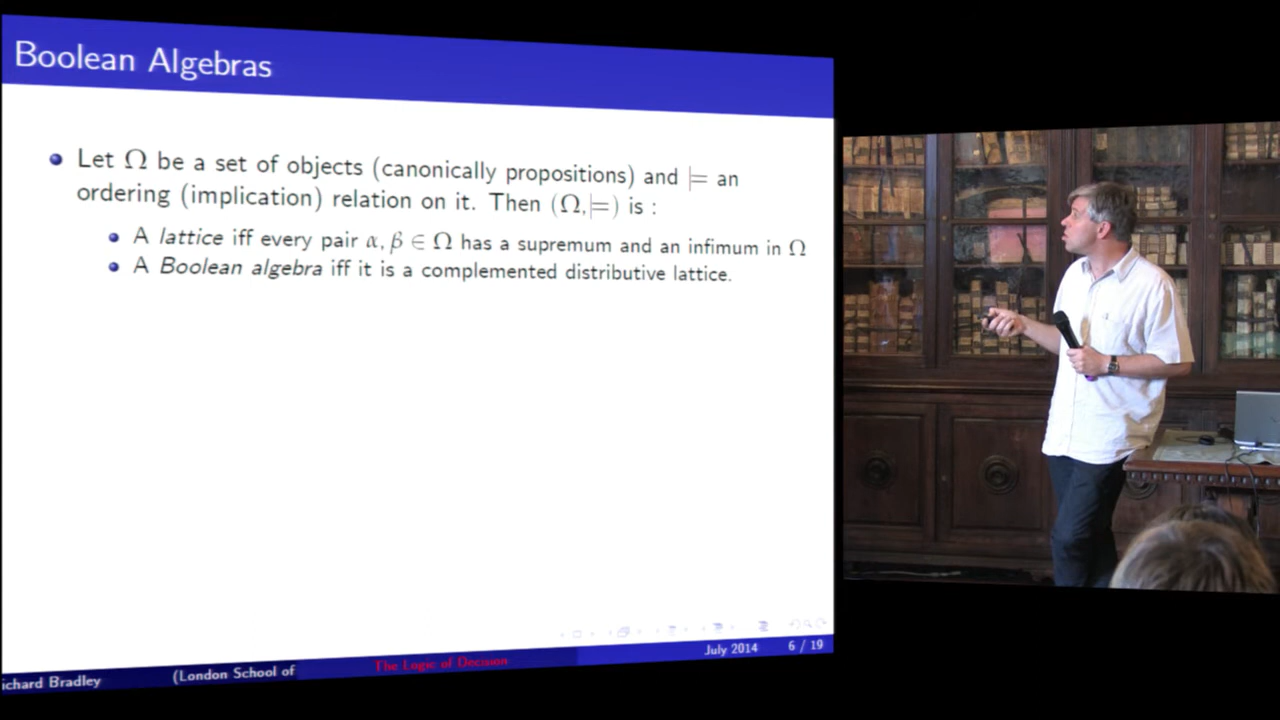 Boolean Algebras
Let Ω be a set of objects (canonically propositions) and ⊨ an
ordering (implication) relation on it. Then (Ω,⊨) is :
A lattice iff every pair α, β ∈ Ω has a supremum and an infimum in Ω
A Boolean algebra iff it is a complemented distributive lattice.
ichard Bradley (London School of The Logic of Decision July 2014 6 / 19